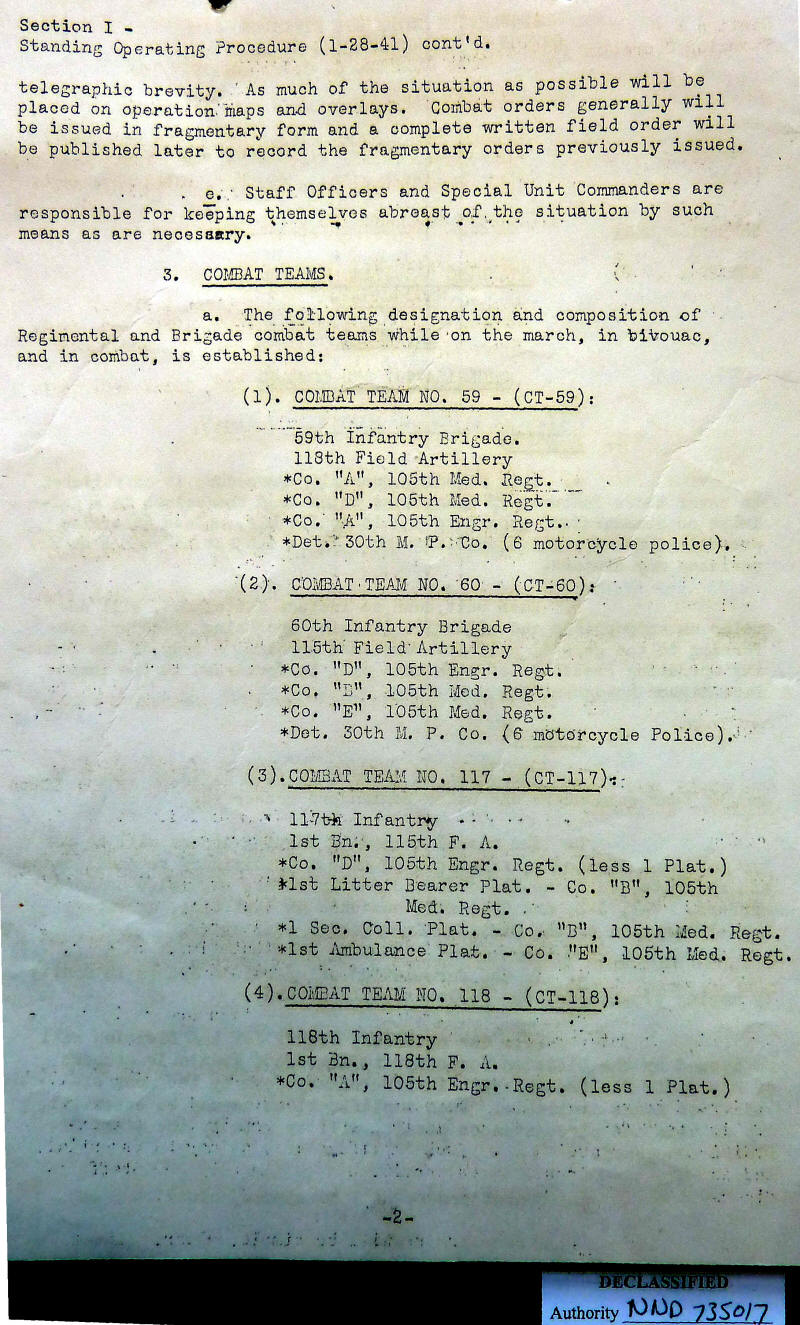 Section I -
Standing Operating Procedure (1-28-41) cont'd.
telegraphic brevity. As much of the situation as possible will be
placed on operation maps and overlays. Combat orders generally will
be issued in fragmentary form and a complete written field order will
be published later to record the fragmentary orders previously issued.
e. Staff Officers and Special Unit Commanders are
responsible for keeping themselves abreast of the situation by such
means as are necessary.
3. COMBAT TEAMS.
a. The following designation and composition of
Regimental and Brigade combat teams while on the march, in bivouac,
and in combat, is established:
(1). COMBAT TEAM NO. 59 - (CT-59):
59th Infantry Brigade.
118th Field Artillery
*Co. "A", 105th Med. Regt.
*Co. "D", 105th Med. Regt.
*Co. "A", 105th Engr. Regt.
*Det. 30th M. P. Co. (6 motorcycle police).
(2). COMBAT TEAM NO. 60 - (CT-60):
60th Infantry Brigade
115th Field Artillery
*Co. "D", 105th Engr. Regt.
*Co. "B", 105th Med. Regt.
*Co. "E", 105th Med. Regt.
*Det. 30th M. P. Co. (6 motorcycle Police).
(3). COMBAT TEAM NO. 117 - (CT-117):
117th Infantry
1st Bn., 115th F. A.
*Co. "D", 105th Engr. Regt. (less 1 Plat.)
*1st Litter Bearer Plat. - Co. "B", 105th
Med. Regt.
*1 Sec. Coll. Plat. - Co. "B", 105th Med. Regt.
*1st Ambulance Plat. - Co. "E", 105th Med. Regt.
(4). COMBAT TEAM NO. 118 - (CT-118):
118th Infantry
1st Bn., 118th F. A.
*Co. "A", 105th Engr. Regt. (less 1 Plat.)
-2-
DECLASSIFIED
Authority NND 735017